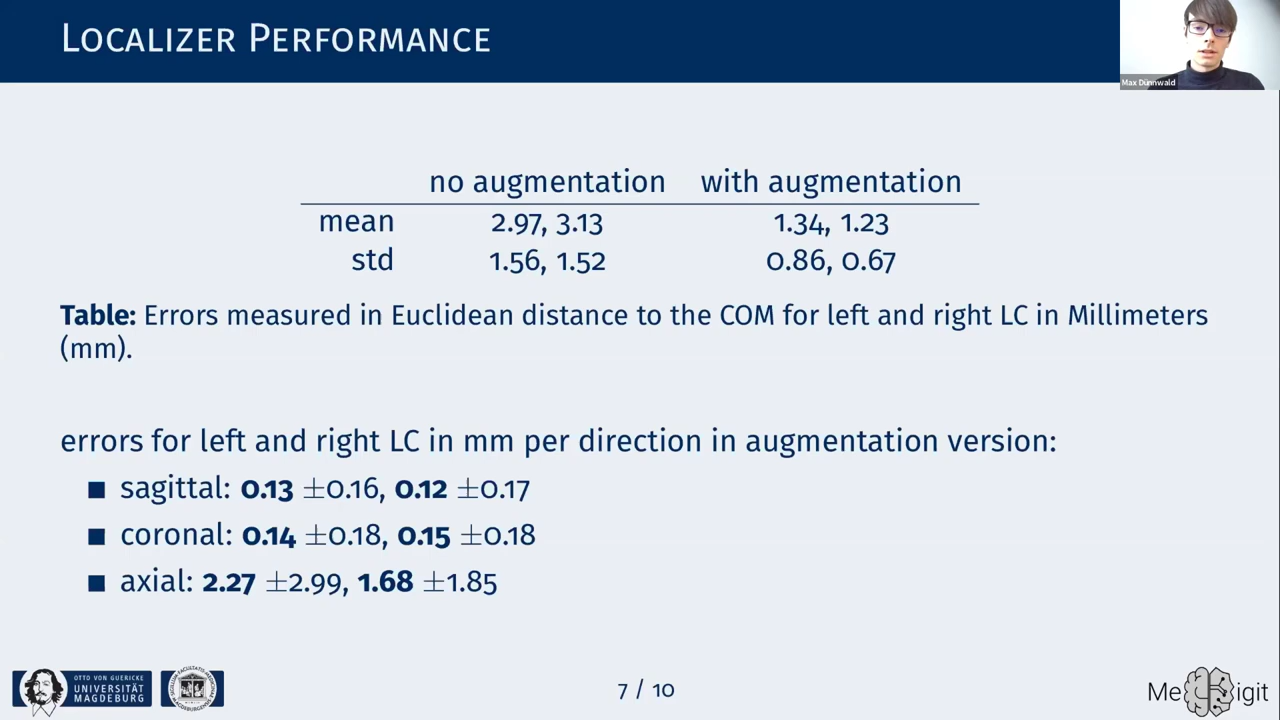 LOCALIZER PERFORMANCE
Max Dünnwald
no augmentation with augmentation
mean 2.97, 3.13 1.34, 1.23
std 1.56, 1.52 0.86, 0.67
Table: Errors measured in Euclidean distance to the COM for left and right LC in Millimeters
(mm).
errors for left and right LC in mm per direction in augmentation version:
■ sagittal: 0.13 ±0.16, 0.12 ±0.17
■ coronal: 0.14 ±0.18, 0.15 ±0.18
■ axial: 2.27 ±2.99, 1.68 ±1.85
OTTO VON GUERICKE
UNIVERSITÄT
MAGDEBURG
7 / 10
Me igit